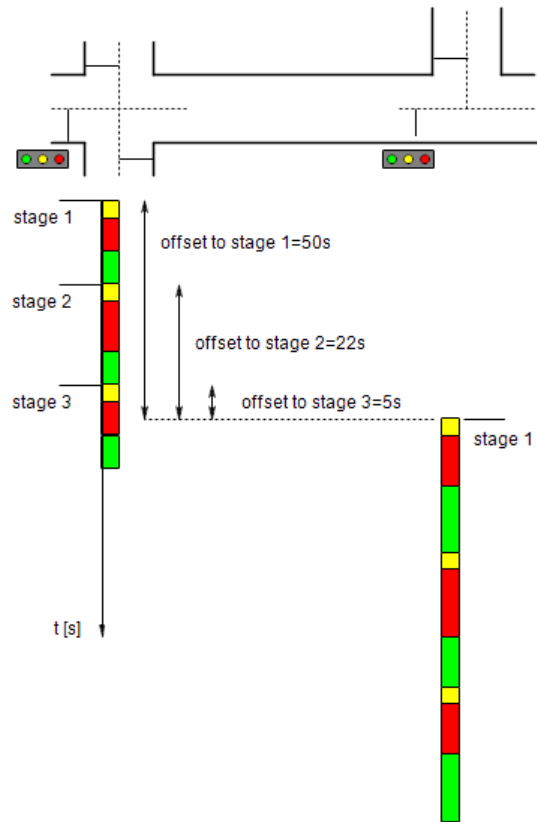 stage 1
offset to stage 1=50s
stage 2
offset to stage 2=22s
stage 3
offset to stage 3=5s
stage 1
t [s]